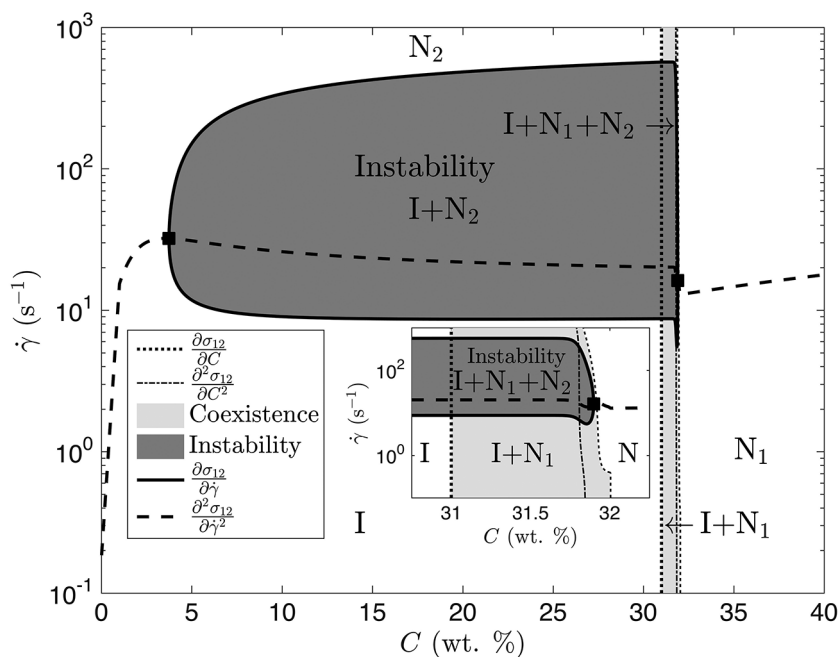 10³
N₂
I+N₁+N₂
Instability
I+N₂
10²
10¹
10⁰
10⁻¹
γ̇ (s⁻¹)
∂σ₁₂/∂C
∂²σ₁₂/∂C²
Coexistence
Instability
∂σ₁₂/∂γ̇
∂²σ₁₂/∂γ̇²
10²
10⁰
γ̇ (s⁻¹)
Instability
I+N₁+N₂
I
I+N₁
N
31
31.5
32
C (wt. %)
N₁
I
I+N₁
0
5
10
15
20
25
30
35
40
C (wt. %)